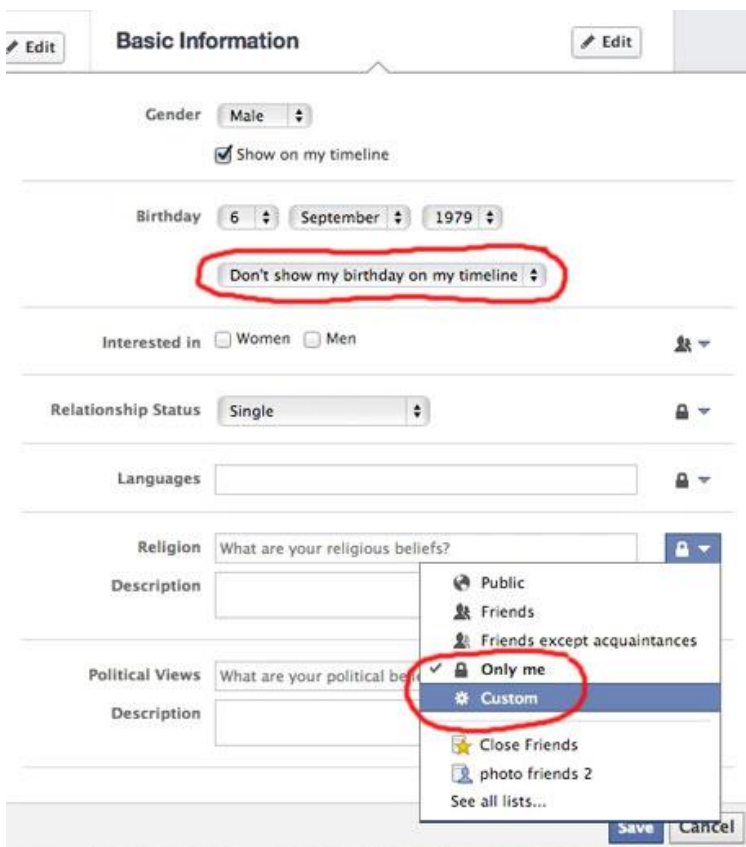 Edit Basic Information Edit
Gender Male
Show on my timeline
Birthday 6 September 1979
Don't show my birthday on my timeline
Interested in Women Men
Relationship Status Single
Languages
Religion What are your religious beliefs?
Description
Public
Friends
Friends except acquaintances
Political Views What are your political
Only me
Custom
Description
Close Friends
photo friends 2
See all lists...
Save Cancel